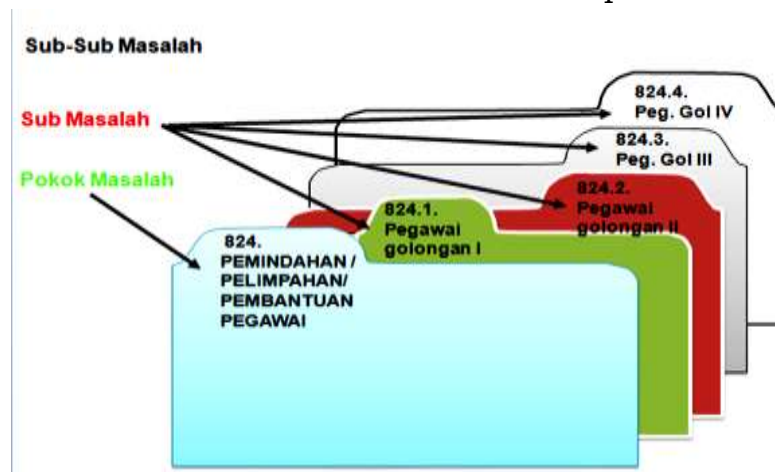 Sub-Sub Masalah
Sub Masalah
Pokok Masalah
824.4.
Peg. Gol IV
824.3.
Peg. Gol III
824.2.
Pegawai
golongan II
824.1.
Pegawai
golongan I
824.
PEMINDAHAN /
PELIMPAHAN/
PEMBANTUAN
PEGAWAI